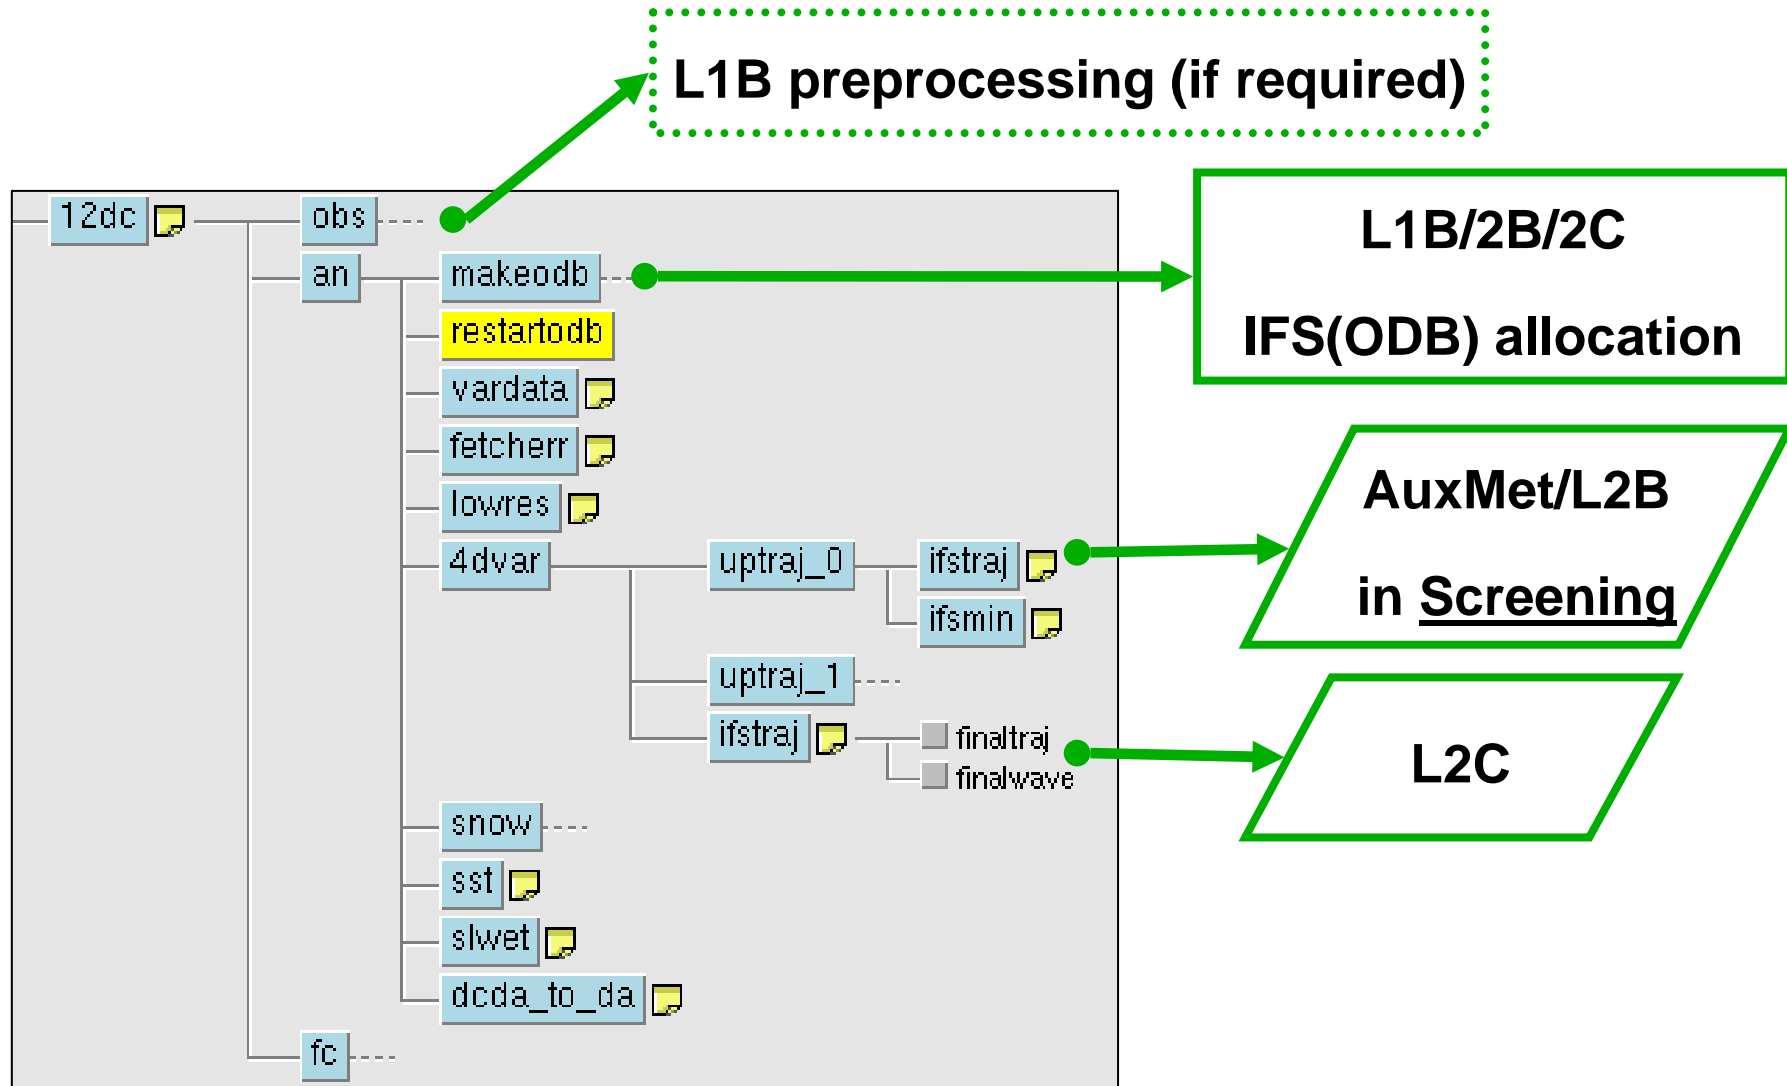 L1B preprocessing (if required)
12dc
obs
an
makeodb
restartodb
vardata
fetcherr
lowres
4dvar
uptraj_0
ifstraj
ifsmin
uptraj_1
ifstraj
finaltraj
finalwave
snow
sst
slwet
dcda_to_da
fc
L1B/2B/2C
IFS(ODB) allocation
AuxMet/L2B
in Screening
L2C